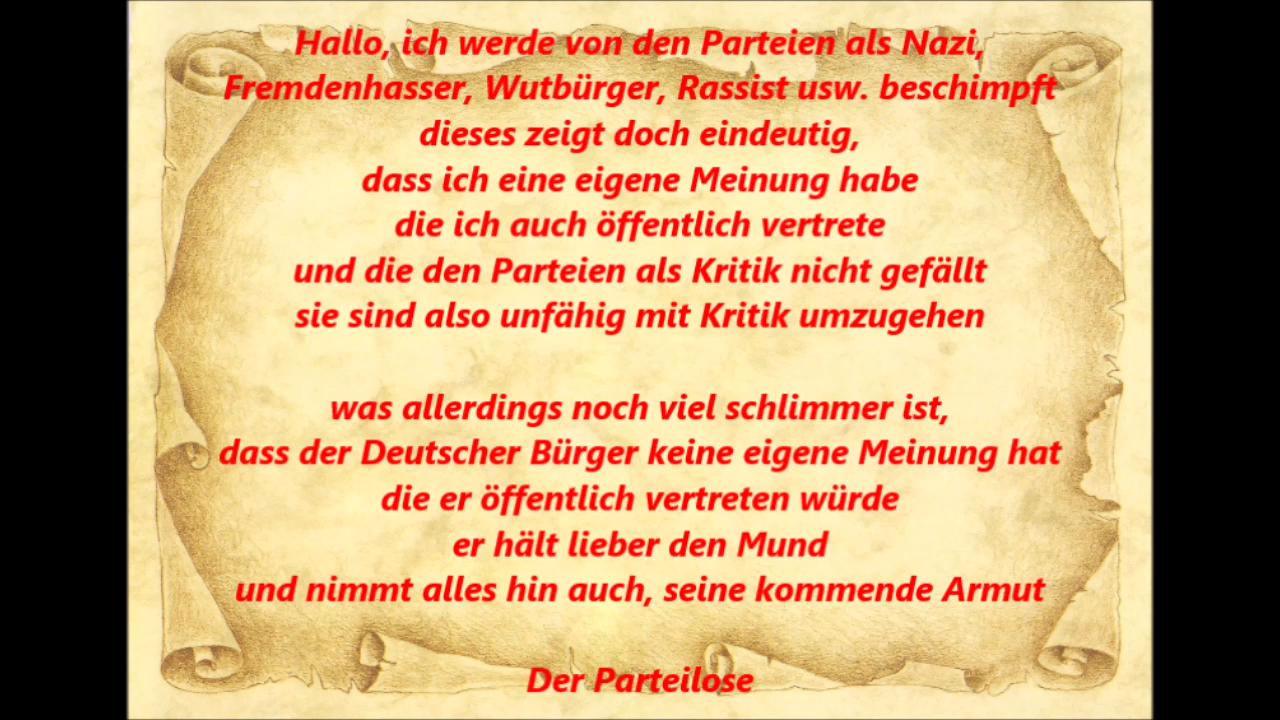 Hallo, ich werde von den Parteien als Nazi,
Fremdenhasser, Wutbürger, Rassist usw. beschimpft
dieses zeigt doch eindeutig,
dass ich eine eigene Meinung habe
die ich auch öffentlich vertrete
und die den Parteien als Kritik nicht gefällt
sie sind also unfähig mit Kritik umzugehen
was allerdings noch viel schlimmer ist,
dass der Deutscher Bürger keine eigene Meinung hat
die er öffentlich vertreten würde
er hält lieber den Mund
und nimmt alles hin auch, seine kommende Armut
Der Parteilose